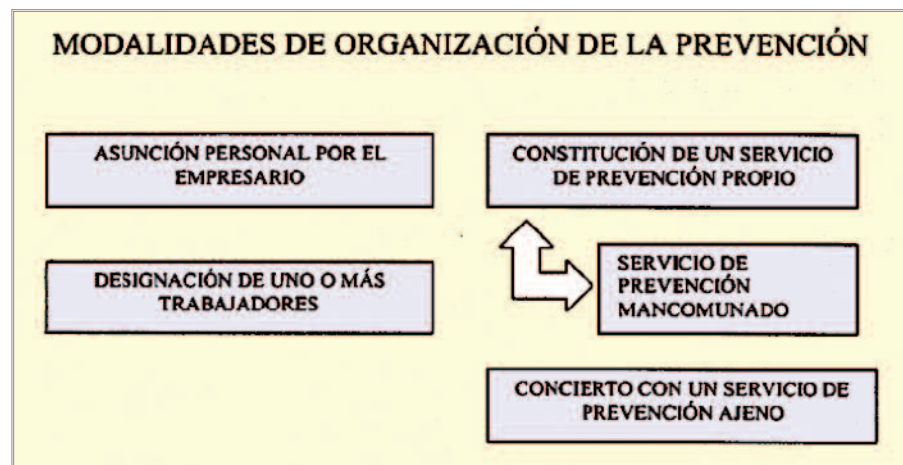 MODALIDADES DE ORGANIZACIÓN DE LA PREVENCIÓN
ASUNCIÓN PERSONAL POR EL
EMPRESARIO
DESIGNACIÓN DE UNO O MÁS
TRABAJADORES
CONSTITUCIÓN DE UN SERVICIO
DE PREVENCIÓN PROPIO
SERVICIO DE
PREVENCIÓN
MANCOMUNADO
CONCIERTO CON UN SERVICIO DE
PREVENCIÓN AJENO